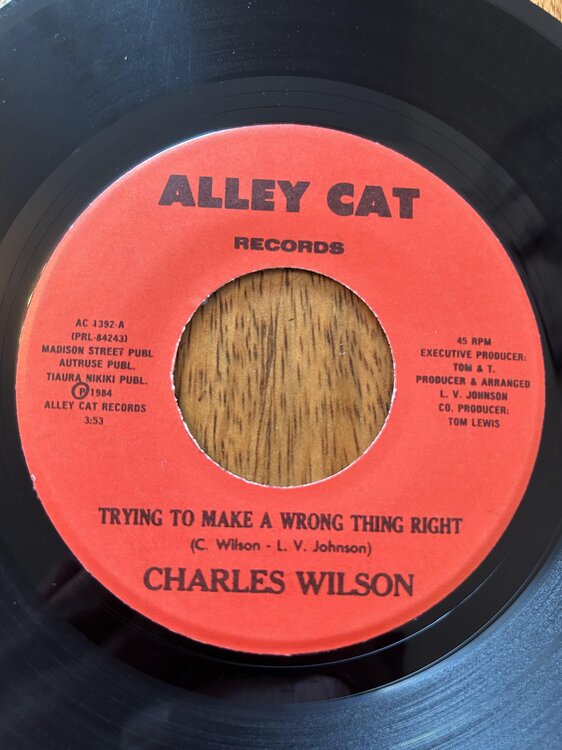 ALLEY CAT
RECORDS
AC 1392-A
(PRL-84243)
MADISON STREET PUBL
AUTRUSE PUBL.
TIAURA NIKIKI PUBL.
Ⓟ 1984
ALLEY CAT RECORDS
3:53
45 RPM
EXECUTIVE PRODUCER:
TOM & T.
PRODUCER & ARRANGED
L. V. JOHNSON
CO. PRODUCER:
TOM LEWIS
TRYING TO MAKE A WRONG THING RIGHT
(C. Wilson - L. V. Johnson)
CHARLES WILSON